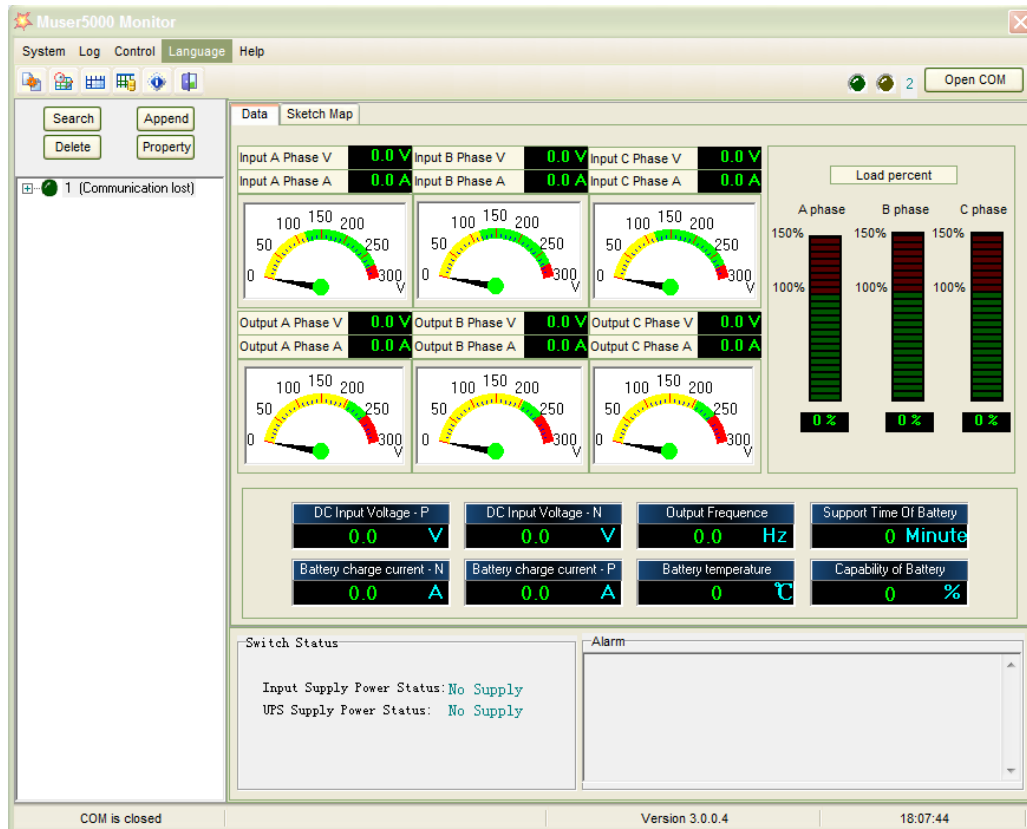 Muser5000 Monitor
System Log Control Language Help
2 Open COM
Search Append
Delete Property
1 (Communication lost)
Data Sketch Map
Input A Phase V 0.0 V Input B Phase V 0.0 V Input C Phase V 0.0 V
Input A Phase A 0.0 A Input B Phase A 0.0 A Input C Phase A 0.0 A
0 50 100 150 200 250 300 V
0 50 100 150 200 250 300 V
0 50 100 150 200 250 300 V
Output A Phase V 0.0 V Output B Phase V 0.0 V Output C Phase V 0.0 V
Output A Phase A 0.0 A Output B Phase A 0.0 A Output C Phase A 0.0 A
0 50 100 150 200 250 300 V
0 50 100 150 200 250 300 V
0 50 100 150 200 250 300 V
Load percent
A phase B phase C phase
150% 150% 150%
100% 100% 100%
0 % 0 % 0 %
DC Input Voltage - P DC Input Voltage - N Output Frequence Support Time Of Battery
0.0 V 0.0 V 0.0 Hz 0 Minute
Battery charge current - N Battery charge current - P Battery temperature Capability of Battery
0.0 A 0.0 A 0 ℃ 0 %
Switch Status
Input Supply Power Status: No Supply
UPS Supply Power Status: No Supply
Alarm
COM is closed Version 3.0.0.4 18:07:44